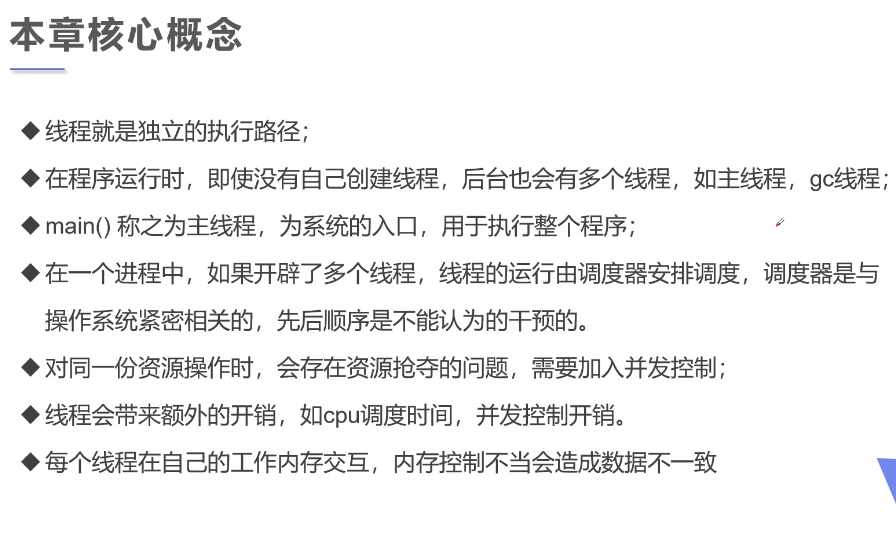 本章核心概念
◆线程就是独立的执行路径；
◆在程序运行时，即使没有自己创建线程，后台也会有多个线程，如主线程，gc线程；
◆main() 称之为主线程，为系统的入口，用于执行整个程序；
◆在一个进程中，如果开辟了多个线程，线程的运行由调度器安排调度，调度器是与
操作系统紧密相关的，先后顺序是不能认为的干预的。
◆对同一份资源操作时，会存在资源抢夺的问题，需要加入并发控制；
◆线程会带来额外的开销，如cpu调度时间，并发控制开销。
◆每个线程在自己的工作内存交互，内存控制不当会造成数据不一致